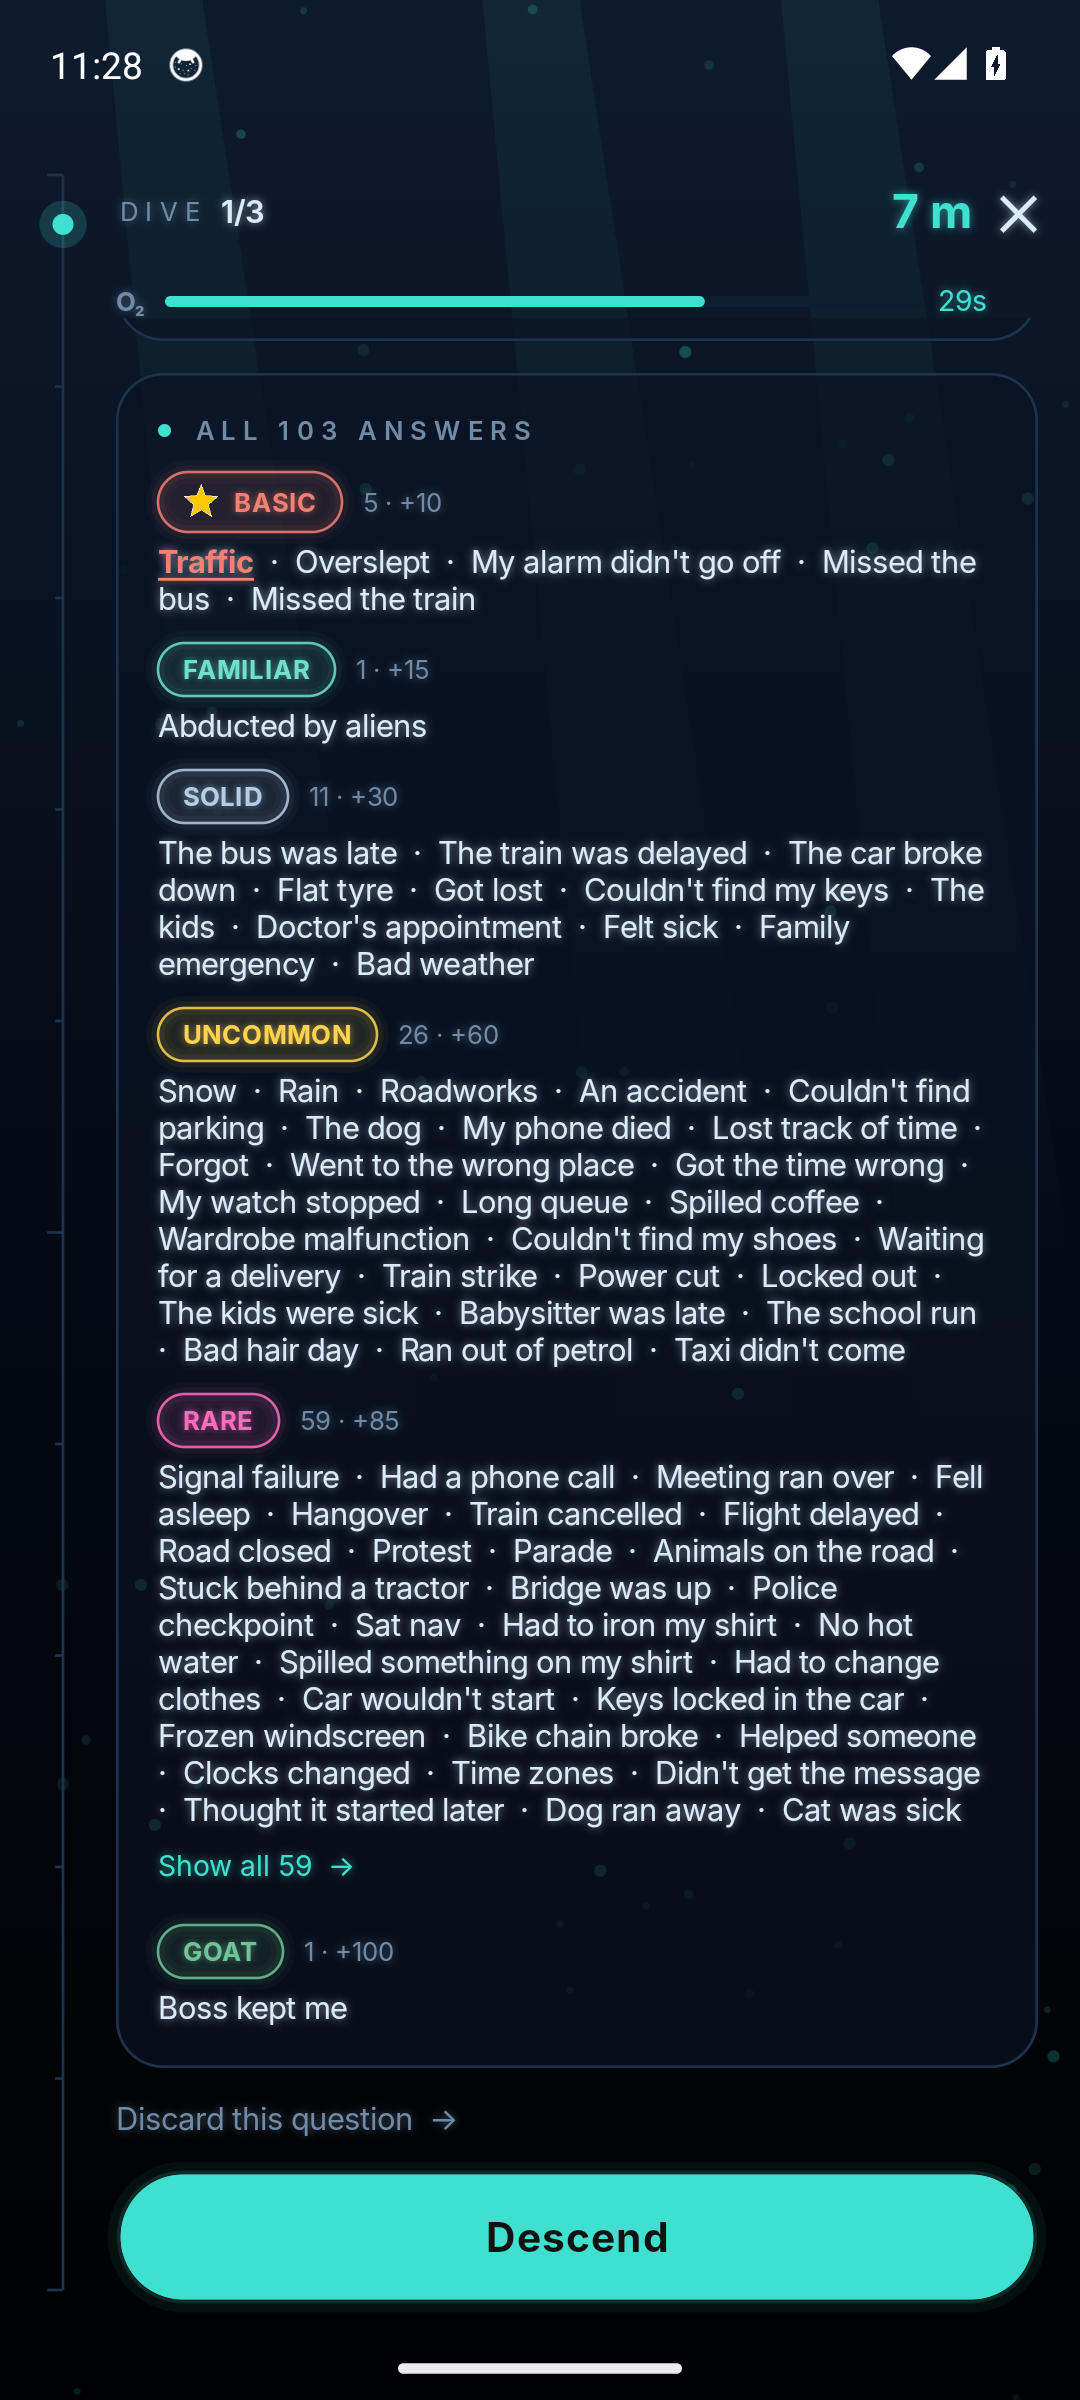 11:28
DIVE 1/3
7 m
O₂
29s
ALL 103 ANSWERS
BASIC 5 · +10
Traffic · Overslept · My alarm didn't go off · Missed the
bus · Missed the train
FAMILIAR 1 · +15
Abducted by aliens
SOLID 11 · +30
The bus was late · The train was delayed · The car broke
down · Flat tyre · Got lost · Couldn't find my keys · The
kids · Doctor's appointment · Felt sick · Family
emergency · Bad weather
UNCOMMON 26 · +60
Snow · Rain · Roadworks · An accident · Couldn't find
parking · The dog · My phone died · Lost track of time ·
Forgot · Went to the wrong place · Got the time wrong ·
My watch stopped · Long queue · Spilled coffee ·
Wardrobe malfunction · Couldn't find my shoes · Waiting
for a delivery · Train strike · Power cut · Locked out ·
The kids were sick · Babysitter was late · The school run
· Bad hair day · Ran out of petrol · Taxi didn't come
RARE 59 · +85
Signal failure · Had a phone call · Meeting ran over · Fell
asleep · Hangover · Train cancelled · Flight delayed ·
Road closed · Protest · Parade · Animals on the road ·
Stuck behind a tractor · Bridge was up · Police
checkpoint · Sat nav · Had to iron my shirt · No hot
water · Spilled something on my shirt · Had to change
clothes · Car wouldn't start · Keys locked in the car ·
Frozen windscreen · Bike chain broke · Helped someone
· Clocks changed · Time zones · Didn't get the message
· Thought it started later · Dog ran away · Cat was sick
Show all 59 →
GOAT 1 · +100
Boss kept me
Discard this question →
Descend